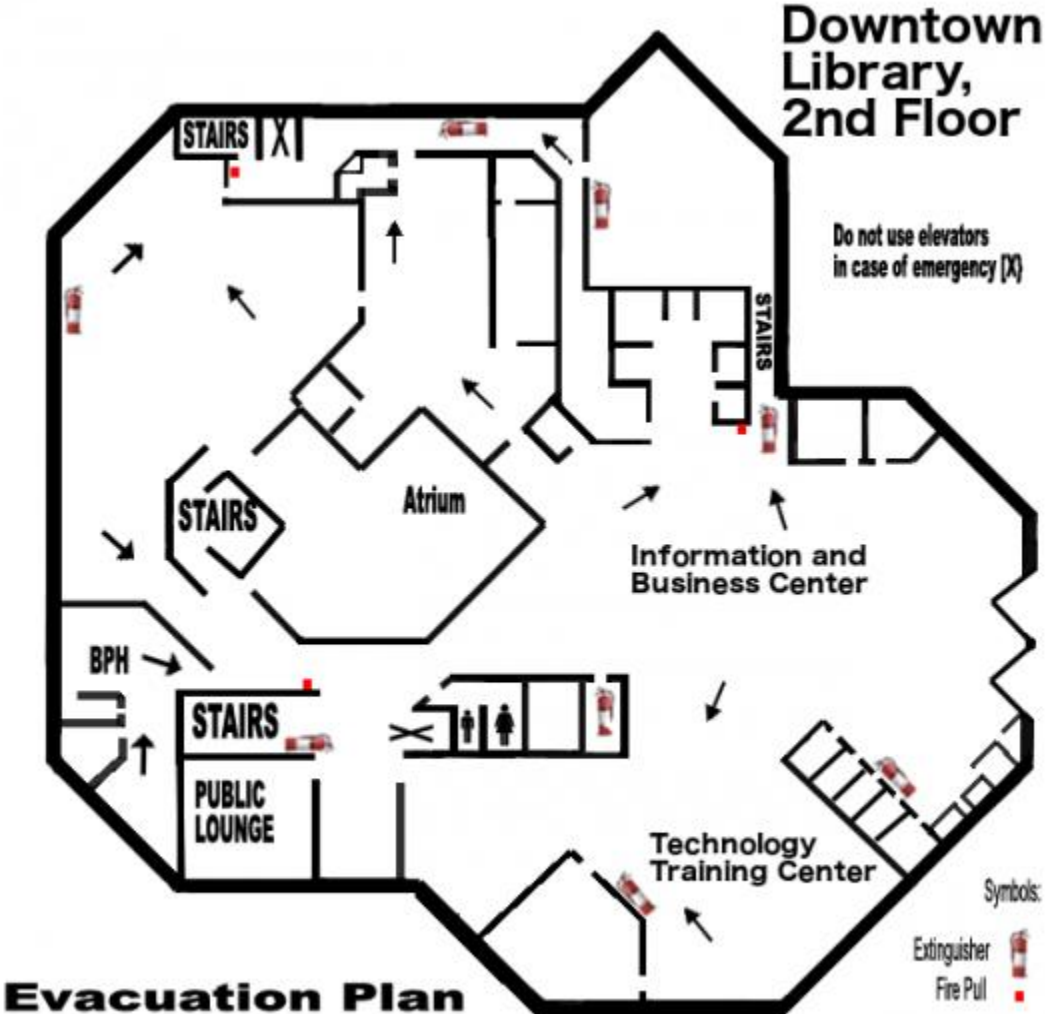 Downtown
Library,
2nd Floor
STAIRS
X
Do not use elevators
in case of emergency [X}
STAIRS
STAIRS
Atrium
Information and
Business Center
BPH
STAIRS
X
PUBLIC
LOUNGE
Technology
Training Center
Symbols:
Extinguisher
Fire Pull
Evacuation Plan